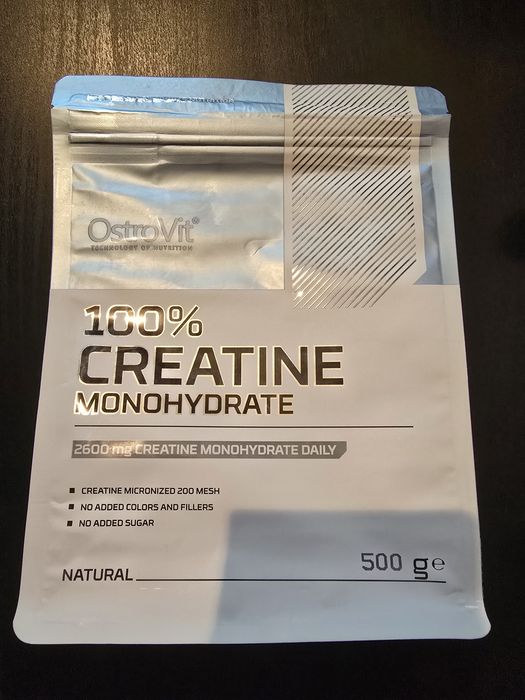 OstroVit®
TECHNOLOGY OF NUTRITION
100%
CREATINE
MONOHYDRATE
2600 mg CREATINE MONOHYDRATE DAILY
CREATINE MICRONIZED 200 MESH
NO ADDED COLORS AND FILLERS
NO ADDED SUGAR
500 g℮
NATURAL